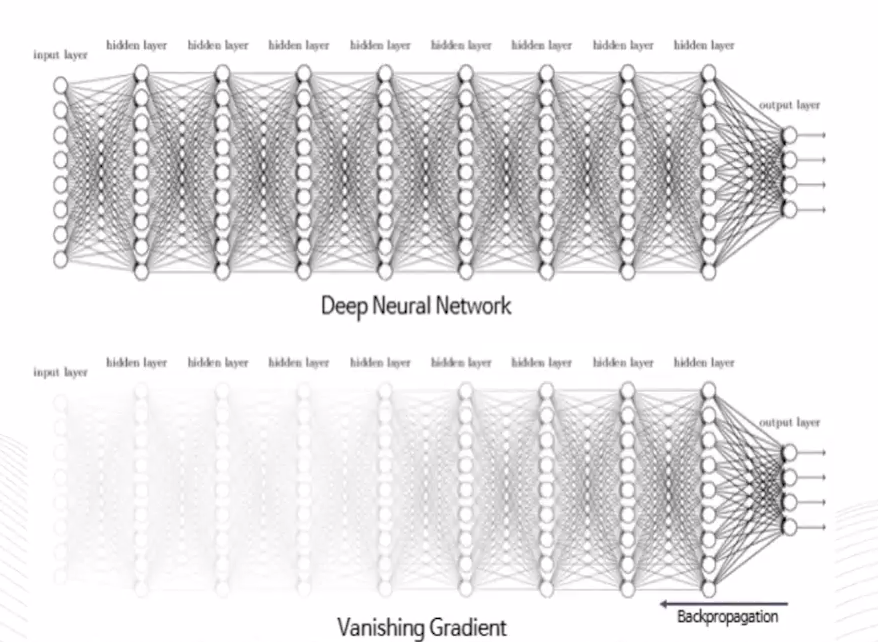 input layer hidden layer hidden layer hidden layer hidden layer hidden layer hidden layer hidden layer hidden layer output layer
Deep Neural Network
input layer hidden layer hidden layer hidden layer hidden layer hidden layer hidden layer hidden layer hidden layer output layer
Backpropagation
Vanishing Gradient